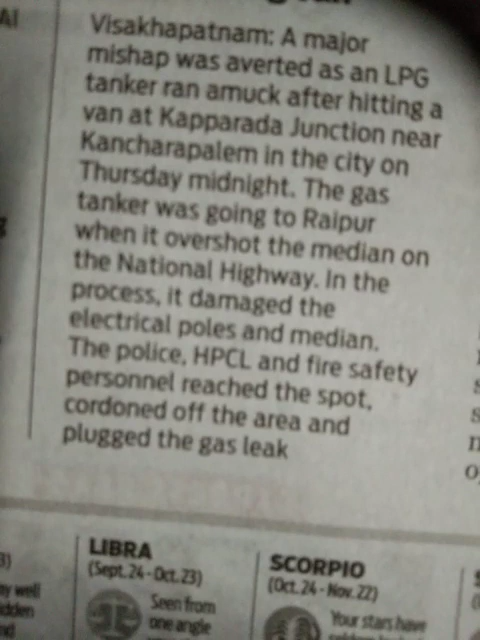 AI
Visakhapatnam: A major
mishap was averted as an LPG
tanker ran amuck after hitting a
van at Kapparada Junction near
Kancharapalem in the city on
Thursday midnight. The gas
tanker was going to Raipur
when it overshot the median on
the National Highway. In the
process, it damaged the
electrical poles and median.
The police, HPCL and fire safety
personnel reached the spot,
cordoned off the area and
plugged the gas leak
LIBRA
(Sept. 24 - Oct. 23)
Seen from
one angle
SCORPIO
(Oct. 24 - Nov. 22)
Your stars have
well